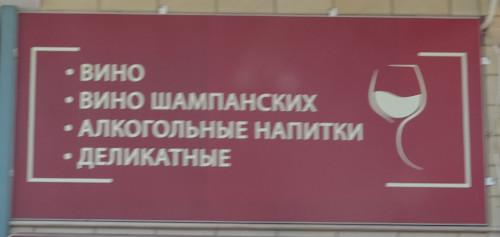 • ВИНО
• ВИНО ШАМПАНСКИХ
• АЛКОГОЛЬНЫЕ НАПИТКИ
• ДЕЛИКАТНЫЕ